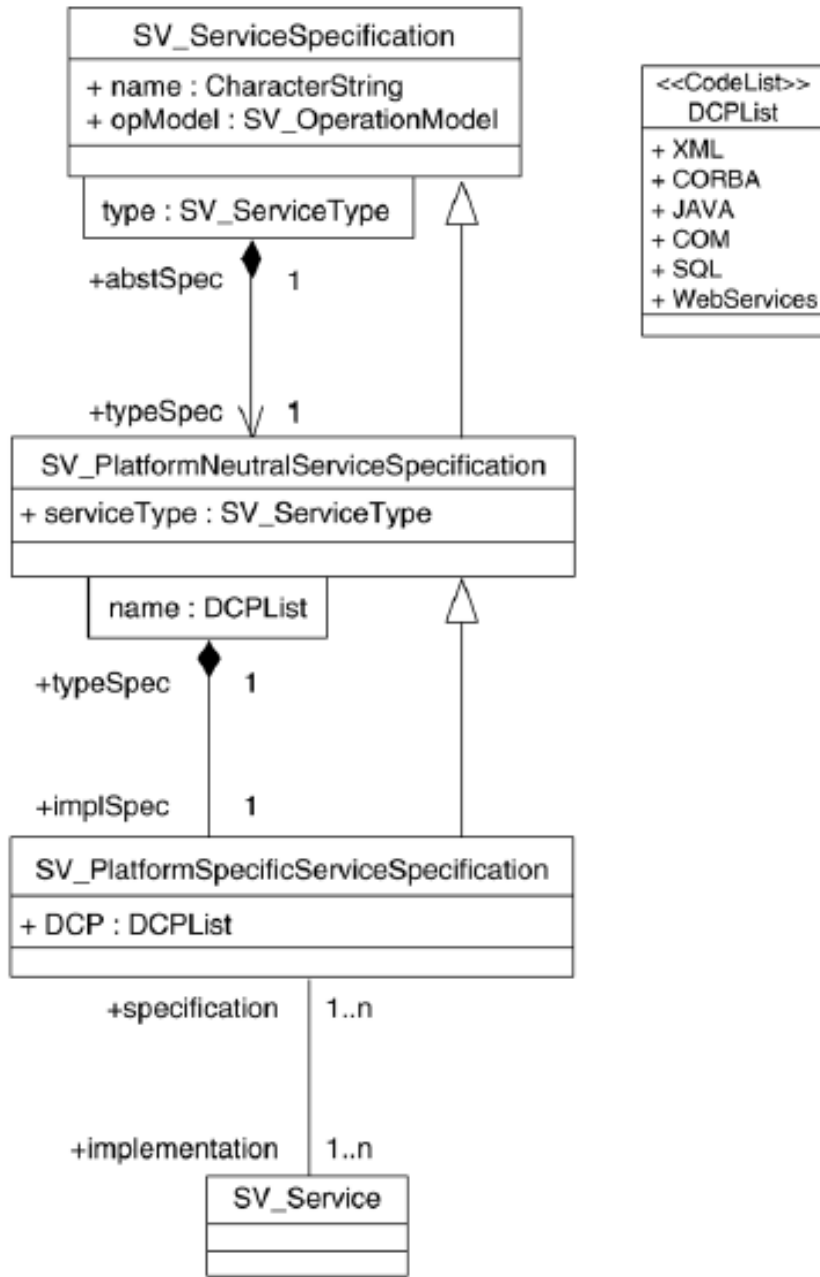 SV_ServiceSpecification
+ name : CharacterString
+ opModel : SV_OperationModel
type : SV_ServiceType
+abstSpec 1
+typeSpec 1
SV_PlatformNeutralServiceSpecification
+ serviceType : SV_ServiceType
name : DCPList
+typeSpec 1
+implSpec 1
SV_PlatformSpecificServiceSpecification
+ DCP : DCPList
+specification 1..n
+implementation 1..n
SV_Service
<<CodeList>>
DCPList
+ XML
+ CORBA
+ JAVA
+ COM
+ SQL
+ WebServices